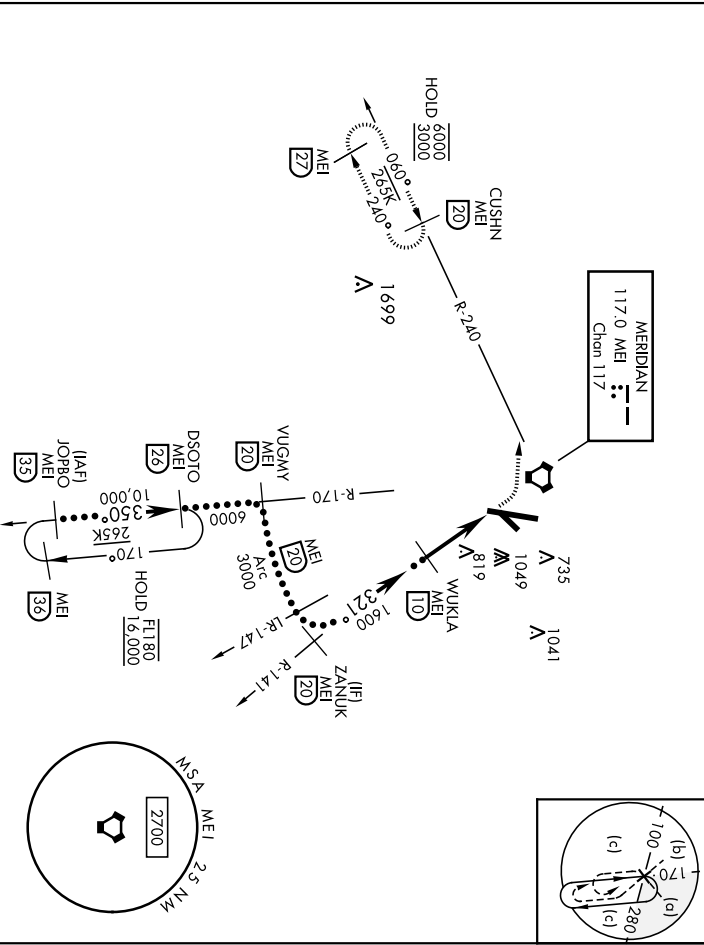 HOLD 6000
3000
MEI
27
060°
265K
240°
CUSHN
MEI
20
1699
R-240
MERIDIAN
117.0 MEI
Chan 117
735
1049
819
1041
WUKLA
MEI
10
1600
321°
(IF)
ZANUK
MEI
20
R-141
LR-147
MEI
20
Arc
3000
VUGMY
MEI
20
R-170
6000
DSOTO
MEI
26
(IAF)
JOPBO
MEI
35
10,000
350°
265K
170°
MEI
36
HOLD FL180
16,000
MSA MEI 25 NM
2700
100
(b)
170
(a)
(c)
280
(c)